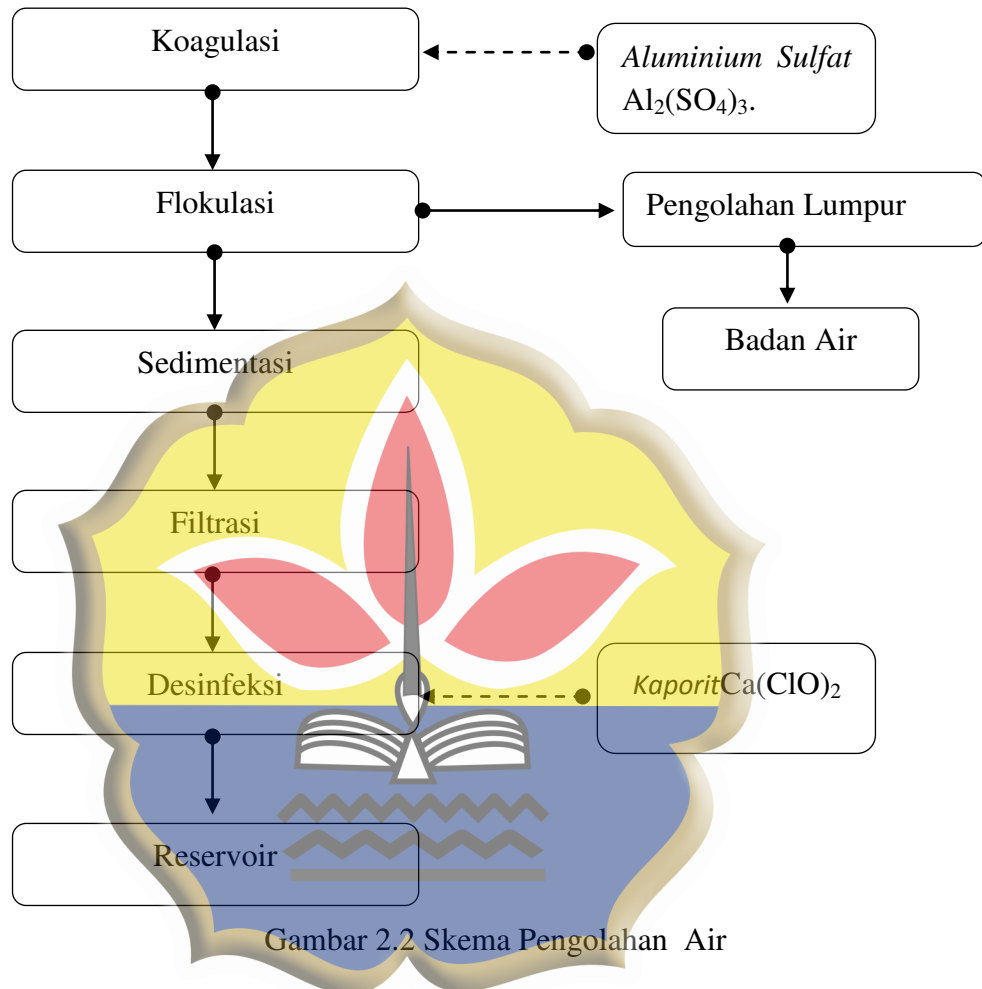 Koagulasi
Aluminium Sulfat
Al₂(SO₄)₃.
Flokulasi
Pengolahan Lumpur
Sedimentasi
Badan Air
Filtrasi
Desinfeksi
KaporitCa(ClO)₂
Reservoir
Gambar 2.2 Skema Pengolahan Air